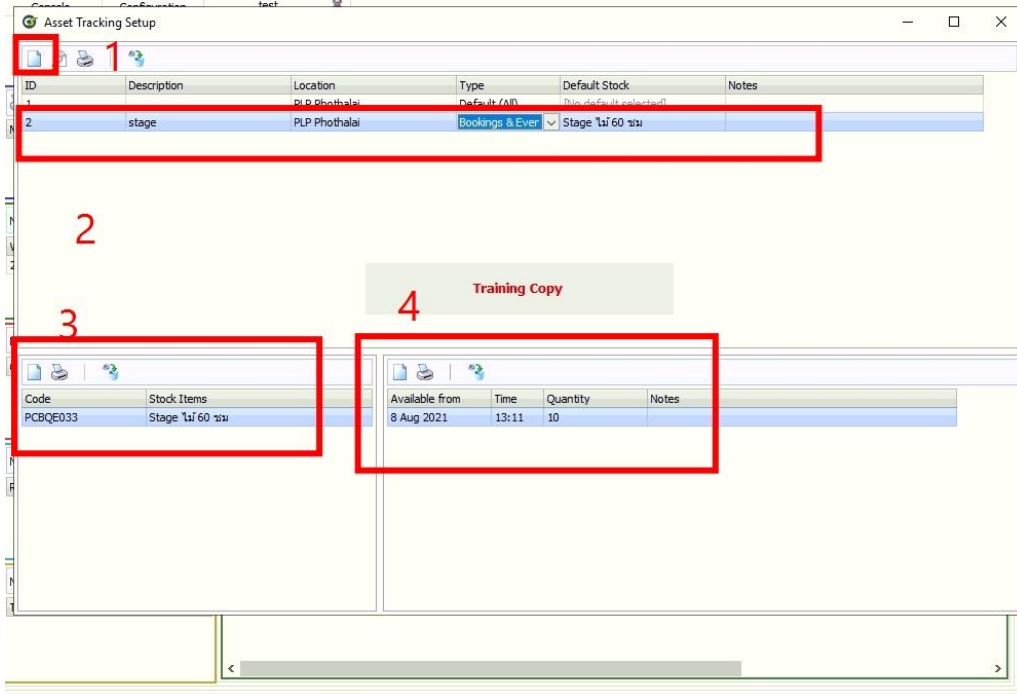 Console Configuration test
Asset Tracking Setup
1
ID Description Location Type Default Stock Notes
1 PLP Phothalai Default (All) [No default selected]
2 stage PLP Phothalai Bookings & Ever Stage ไม้ 60 ซม
2
Training Copy
3
4
Code Stock Items
PCBQE033 Stage ไม้ 60 ซม
Available from Time Quantity Notes
8 Aug 2021 13:11 10